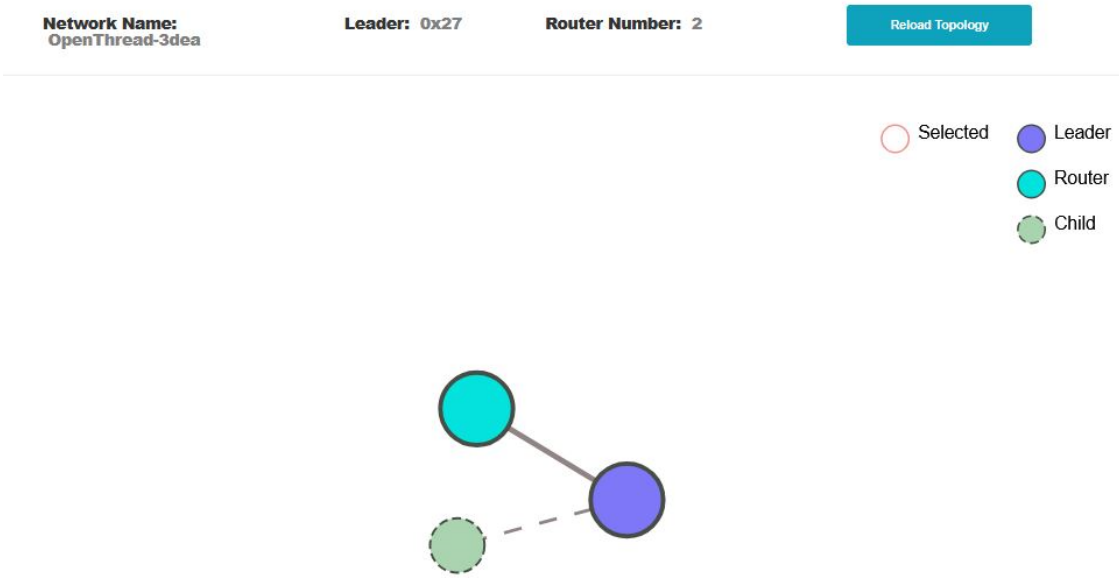 Network Name: Leader: 0x27 Router Number: 2 Reload Topology
OpenThread-3dea
Selected Leader
Router
Child